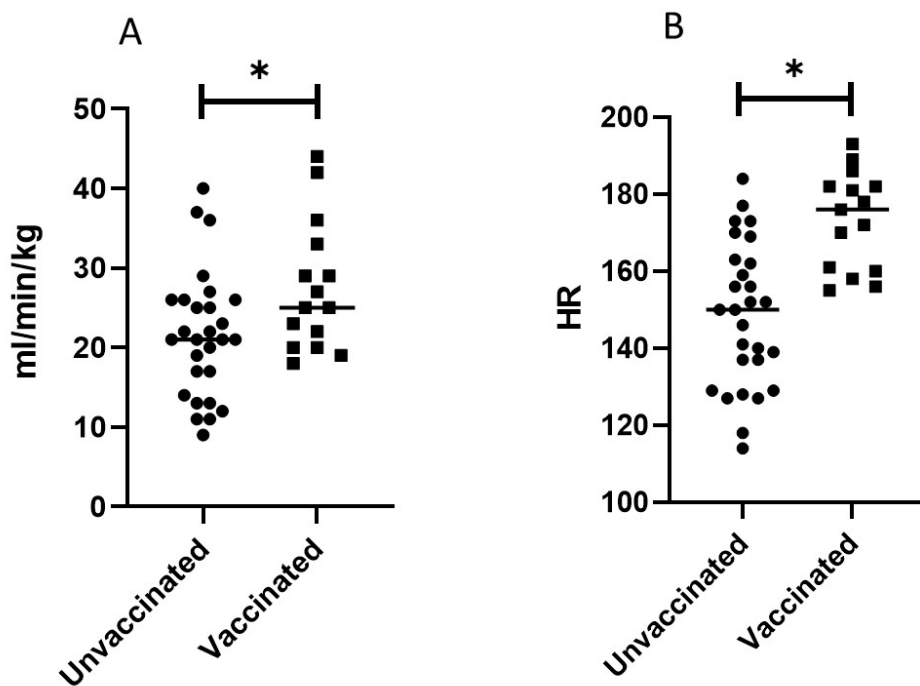 A
*
50
40
30
20
10
0
ml/min/kg
Unvaccinated
Vaccinated
B
*
200
180
160
140
120
100
HR
Unvaccinated
Vaccinated